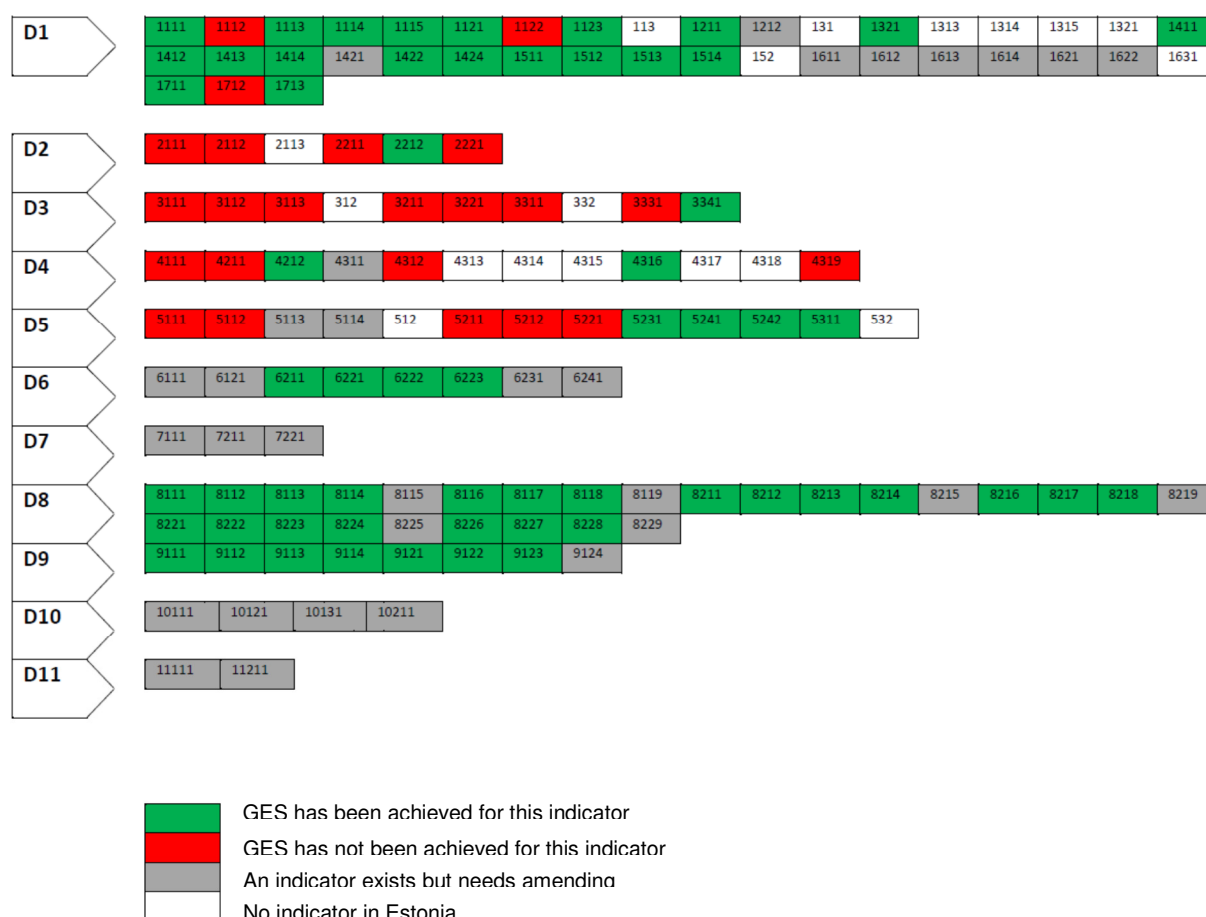 D1 1111 1112 1113 1114 1115 1121 1122 1123 113 1211 1212 131 1321 1313 1314 1315 1321 1411
1412 1413 1414 1421 1422 1424 1511 1512 1513 1514 152 1611 1612 1613 1614 1621 1622 1631
1711 1712 1713
D2 2111 2112 2113 2211 2212 2221
D3 3111 3112 3113 312 3211 3221 3311 332 3331 3341
D4 4111 4211 4212 4311 4312 4313 4314 4315 4316 4317 4318 4319
D5 5111 5112 5113 5114 512 5211 5212 5221 5231 5241 5242 5311 532
D6 6111 6121 6211 6221 6222 6223 6231 6241
D7 7111 7211 7221
D8 8111 8112 8113 8114 8115 8116 8117 8118 8119 8211 8212 8213 8214 8215 8216 8217 8218 8219
8221 8222 8223 8224 8225 8226 8227 8228 8229
D9 9111 9112 9113 9114 9121 9122 9123 9124
D10 10111 10121 10131 10211
D11 11111 11211
GES has been achieved for this indicator
GES has not been achieved for this indicator
An indicator exists but needs amending
No indicator in Estonia